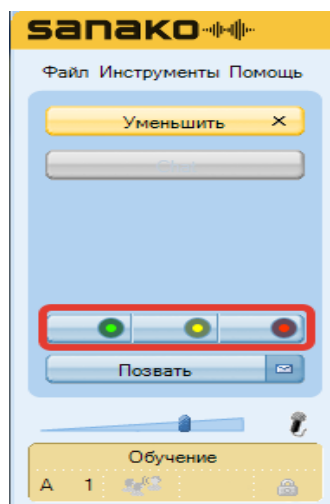 sanako
Файл Инструменты Помощь
Уменьшить X
Позвать
Обучение
A 1